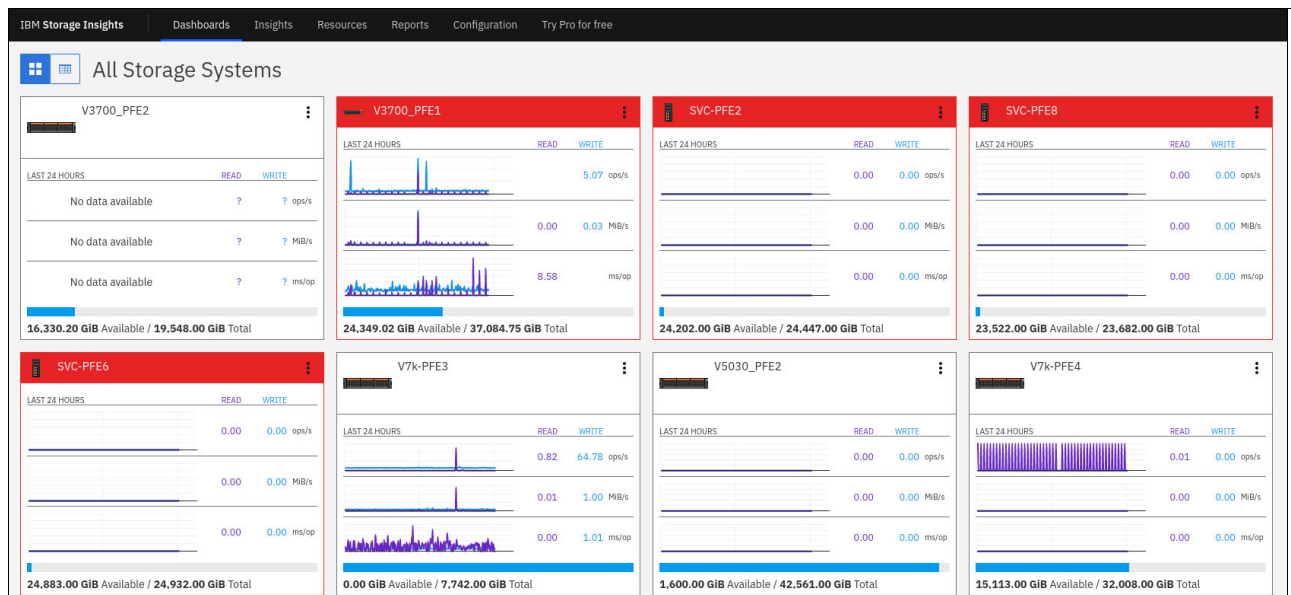 IBM Storage Insights Dashboards Insights Resources Reports Configuration Try Pro for free
All Storage Systems
V3700_PFE2
LAST 24 HOURS READ WRITE
No data available ? ? ops/s
No data available ? ? MiB/s
No data available ? ? ms/op
16,330.20 GiB Available / 19,548.00 GiB Total
V3700_PFE1
LAST 24 HOURS READ WRITE
5.07 ops/s
0.00 0.03 MiB/s
8.58 ms/op
24,349.02 GiB Available / 37,084.75 GiB Total
SVC-PFE2
LAST 24 HOURS READ WRITE
0.00 0.00 ops/s
0.00 0.00 MiB/s
0.00 0.00 ms/op
24,202.00 GiB Available / 24,447.00 GiB Total
SVC-PFE8
LAST 24 HOURS READ WRITE
0.00 0.00 ops/s
0.00 0.00 MiB/s
0.00 0.00 ms/op
23,522.00 GiB Available / 23,682.00 GiB Total
SVC-PFE6
LAST 24 HOURS READ WRITE
0.00 0.00 ops/s
0.00 0.00 MiB/s
0.00 0.00 ms/op
24,883.00 GiB Available / 24,932.00 GiB Total
V7k-PFE3
LAST 24 HOURS READ WRITE
0.82 64.78 ops/s
0.01 1.00 MiB/s
0.00 1.01 ms/op
0.00 GiB Available / 7,742.00 GiB Total
V5030_PFE2
LAST 24 HOURS READ WRITE
0.00 0.00 ops/s
0.00 0.00 MiB/s
0.00 0.00 ms/op
1,600.00 GiB Available / 42,561.00 GiB Total
V7k-PFE4
LAST 24 HOURS READ WRITE
0.01 0.00 ops/s
0.00 0.00 MiB/s
0.00 0.00 ms/op
15,113.00 GiB Available / 32,008.00 GiB Total